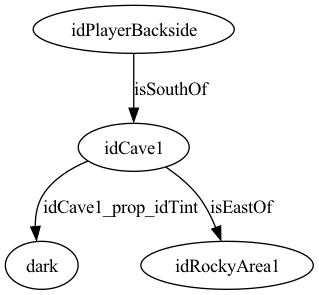 idPlayerBackside
isSouthOf
idCave1
idCave1_prop_idTint
isEastOf
dark
idRockyArea1